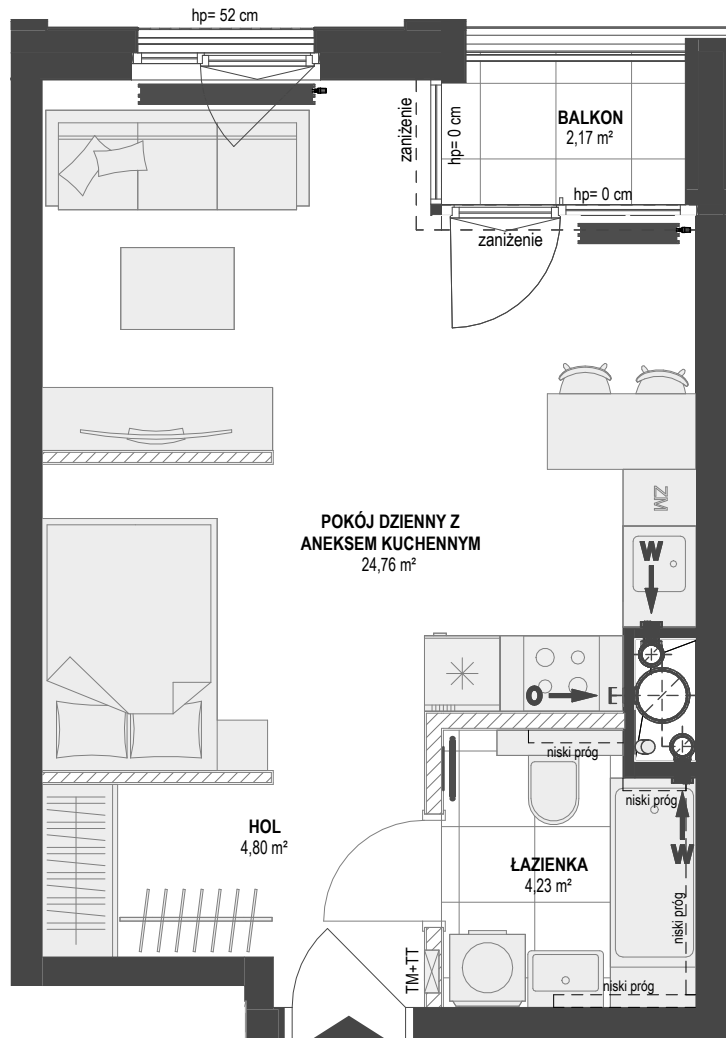 hp= 52 cm
zaniżenie
hp= 0 cm
BALKON
2,17 m²
hp= 0 cm
zaniżenie
ZM
POKÓJ DZIENNY Z
ANEKSEM KUCHENNYM
24,76 m²
W
O
E
niski próg
niski próg
HOL
4,80 m²
W
ŁAZIENKA
4,23 m²
niski próg
TM+TT
niski próg